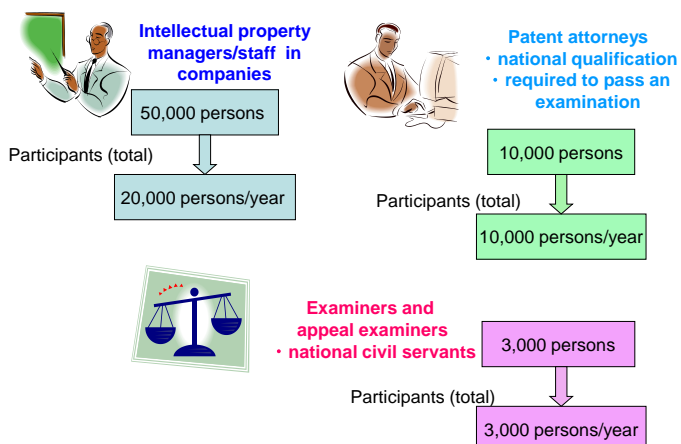 Intellectual property
managers/staff in
companies
50,000 persons
Participants (total)
20,000 persons/year
Patent attorneys
・national qualification
・required to pass an
examination
10,000 persons
Participants (total)
10,000 persons/year
Examiners and
appeal examiners
・national civil servants
3,000 persons
Participants (total)
3,000 persons/year